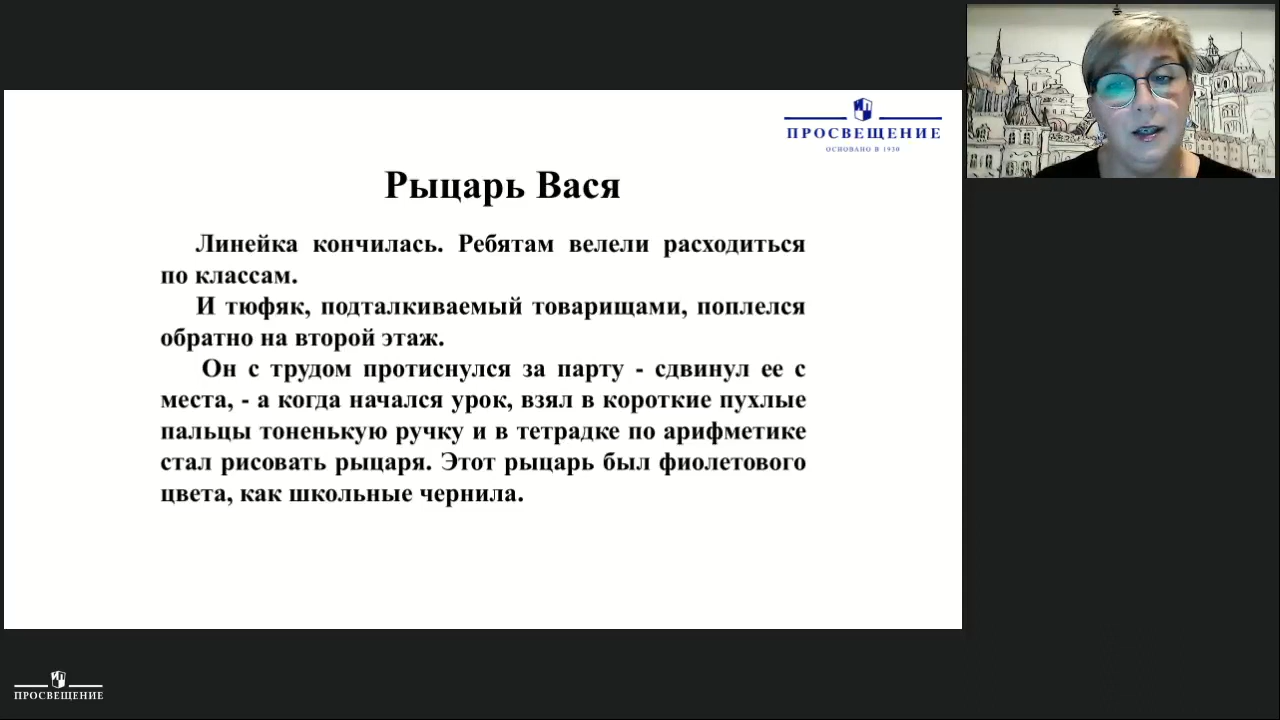 ПРОСВЕЩЕНИЕ
ОСНОВАНО В 1930
Рыцарь Вася
Линейка кончилась. Ребятам велели расходиться
по классам.
И тюфяк, подталкиваемый товарищами, поплелся
обратно на второй этаж.
Он с трудом протиснулся за парту - сдвинул ее с
места, - а когда начался урок, взял в короткие пухлые
пальцы тоненькую ручку и в тетрадке по арифметике
стал рисовать рыцаря. Этот рыцарь был фиолетового
цвета, как школьные чернила.
ПРОСВЕЩЕНИЕ